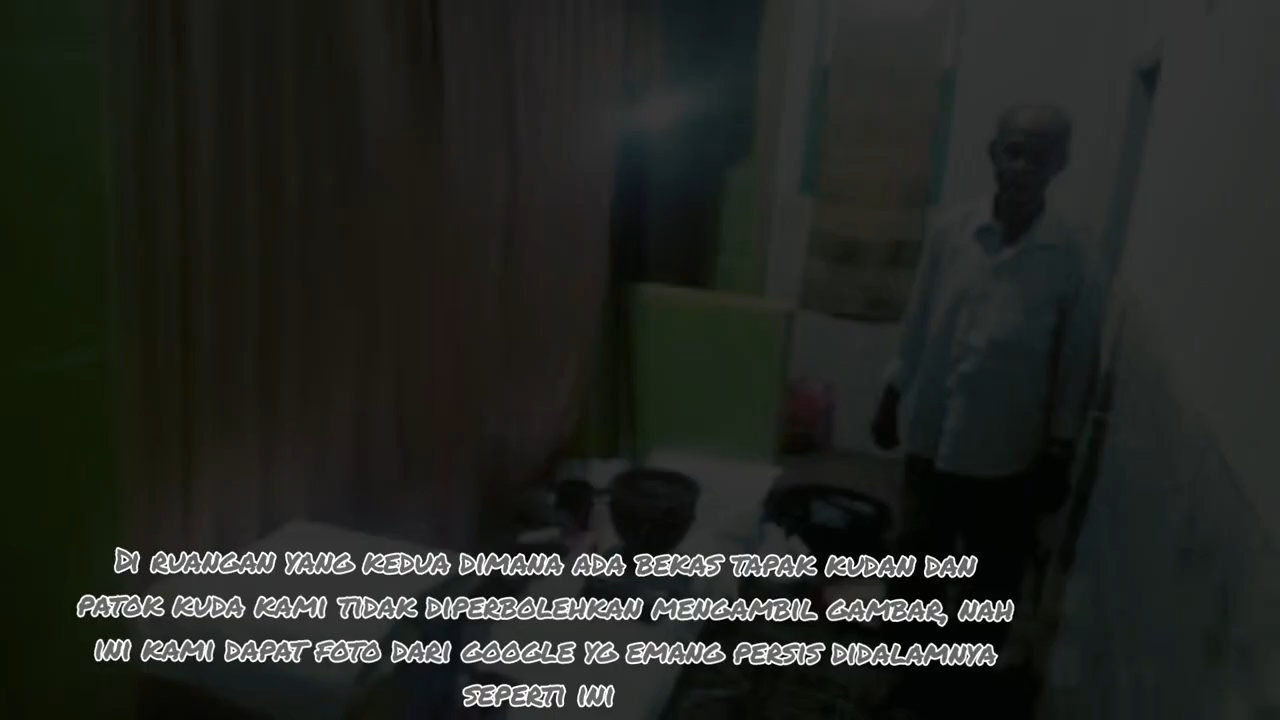 Di ruangan yang kedua dimana ada bekas tapak kudan dan
patok kuda kami tidak diperbolehkan mengambil gambar, nah
ini kami dapat foto dari google yg emang persis didalamnya
seperti ini